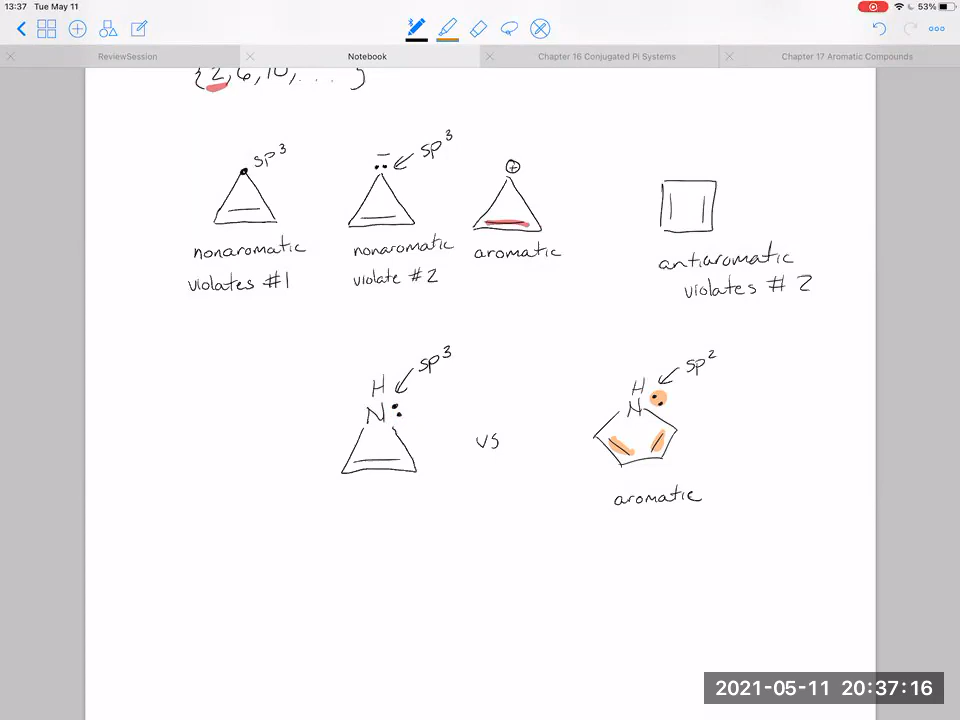 13:37 Tue May 11
53%
ReviewSession
Notebook
Chapter 16 Conjugated Pi Systems
Chapter 17 Aromatic Compounds
{2,6,10,....}
sp3
sp3
nonaromatic
violates #1
nonaromatic
violate #2
aromatic
antiaromatic
violates #2
sp3
H
N
vs
sp2
H
N
aromatic
2021-05-11 20:37:16